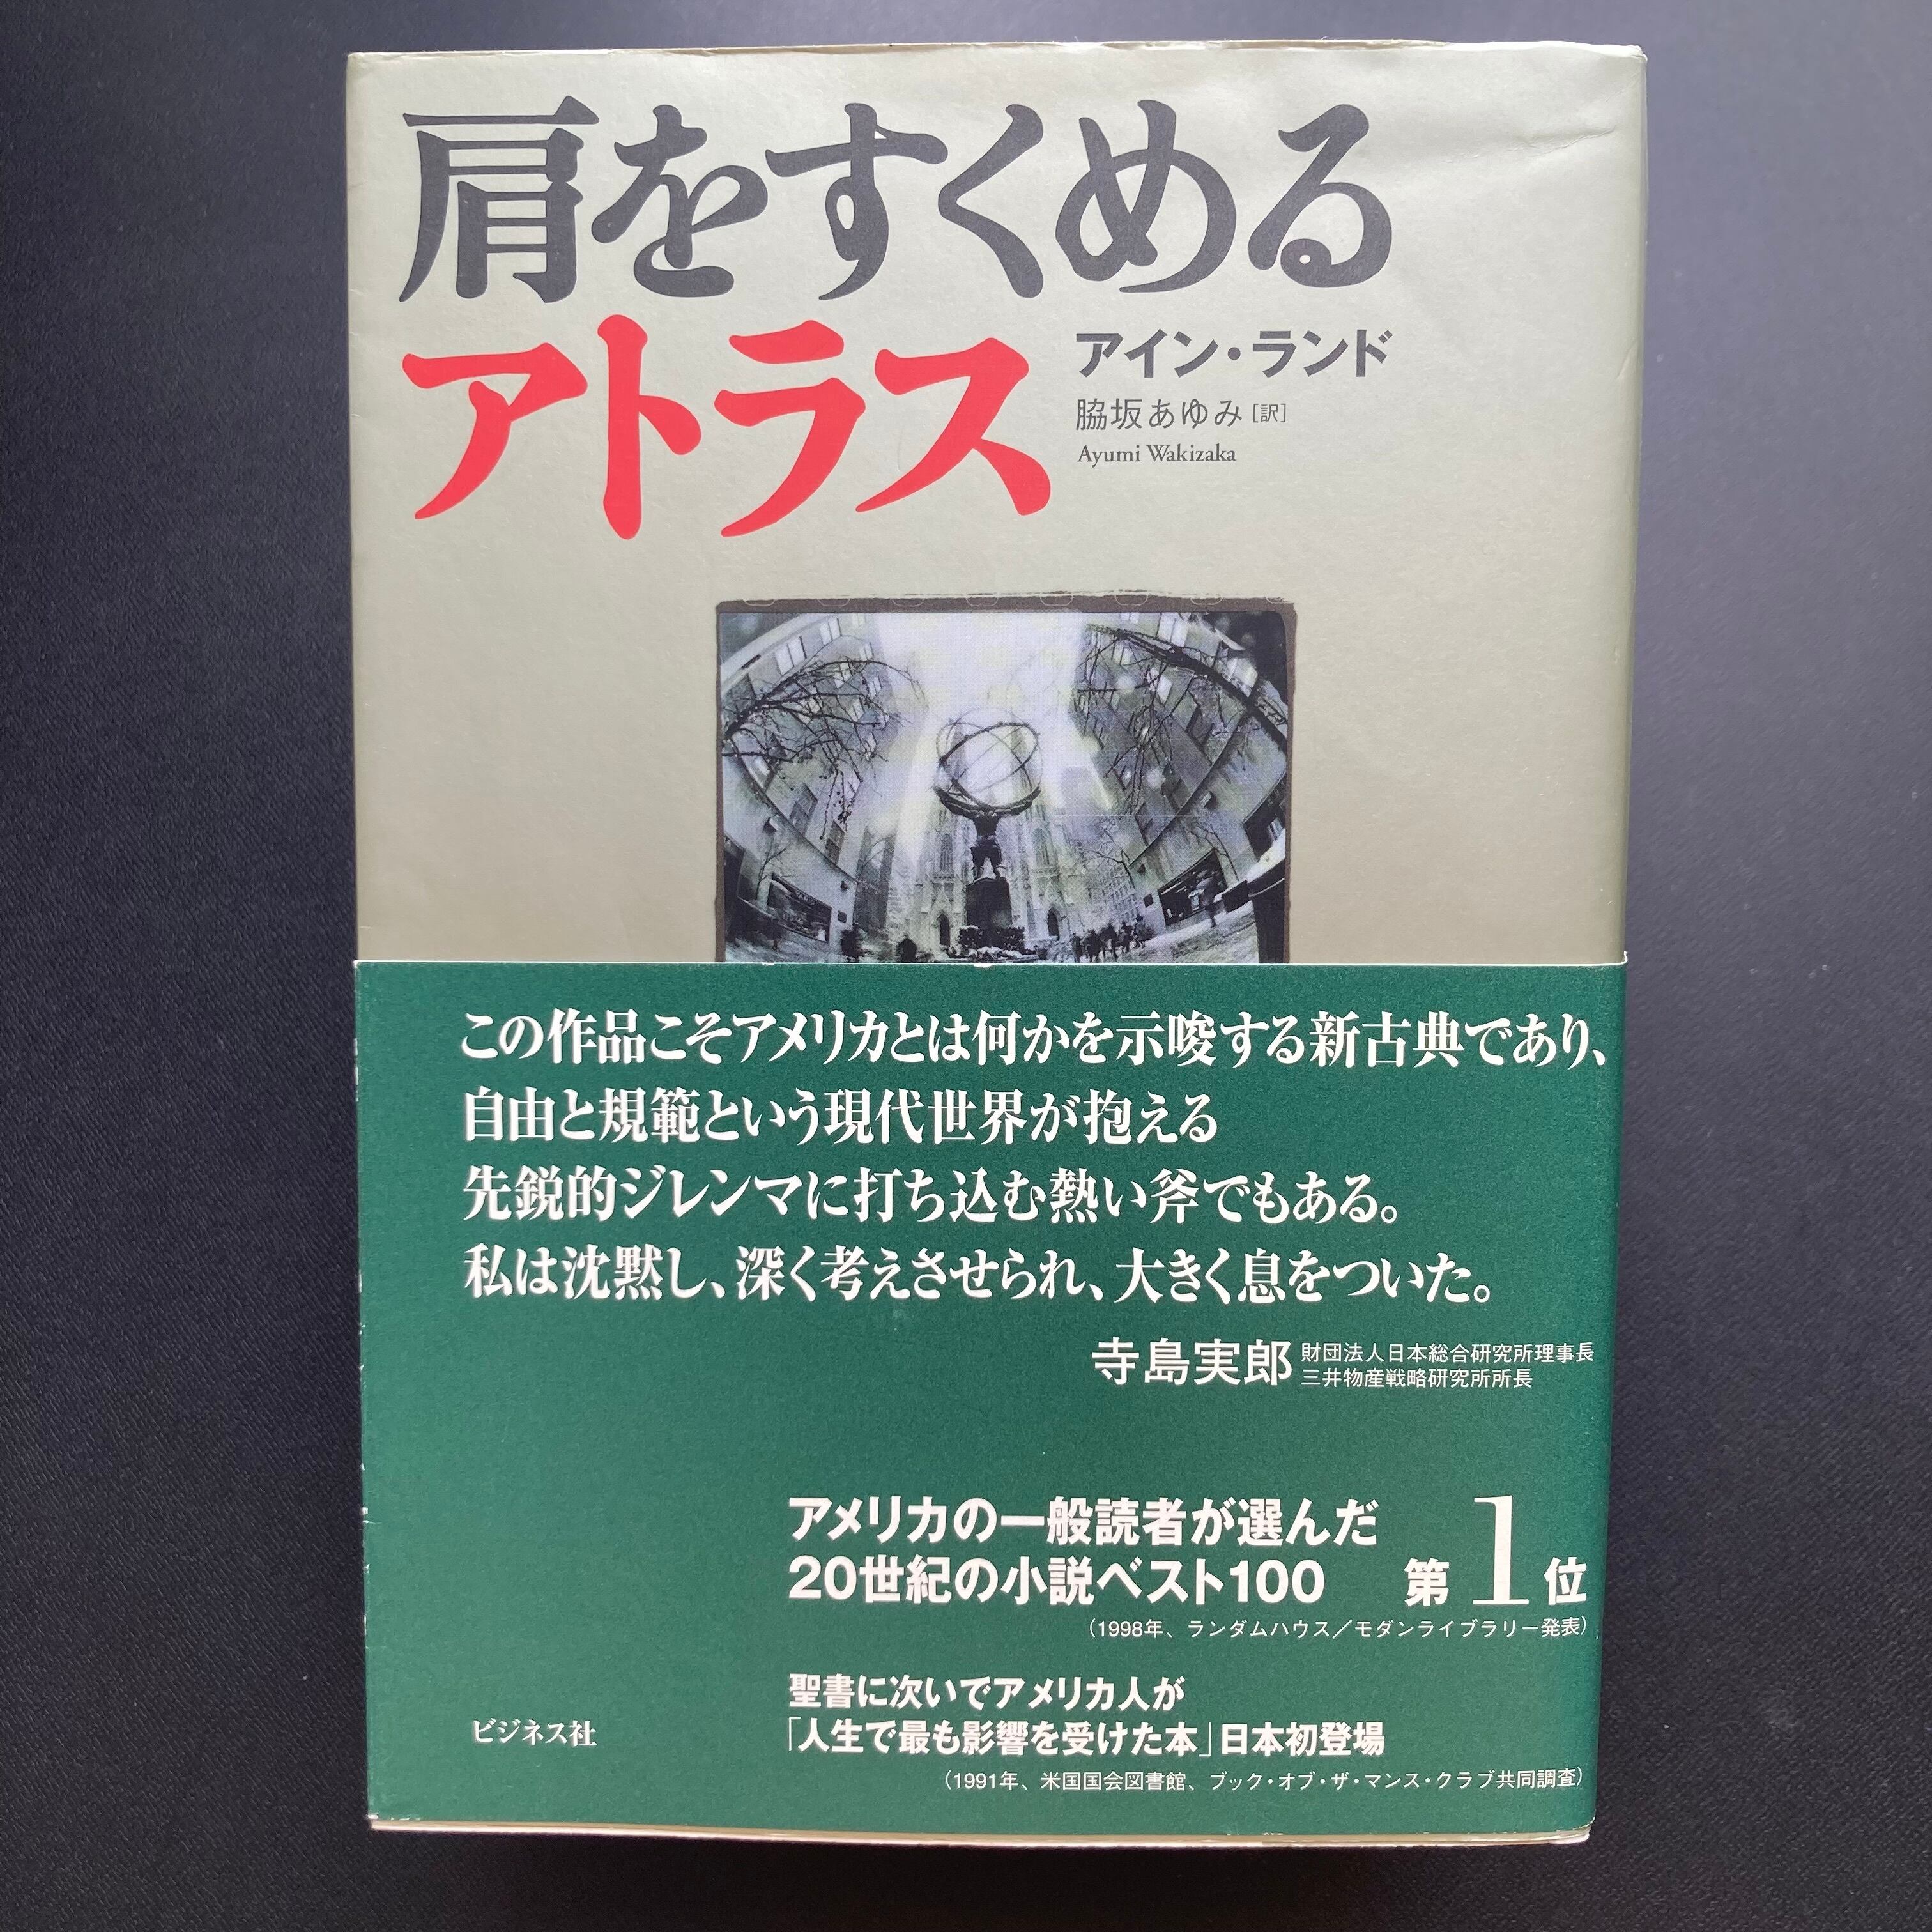 肩をすくめる
アトラス
アイン・ランド
脇坂あゆみ[訳]
Ayumi Wakizaka
この作品こそアメリカとは何かを示唆する新古典であり、
自由と規範という現代世界が抱える
先鋭的ジレンマに打ち込む熱い斧でもある。
私は沈黙し、深く考えさせられ、大きく息をついた。
寺島実郎
財団法人日本総合研究所理事長
三井物産戦略研究所所長
アメリカの一般読者が選んだ
20世紀の小説ベスト100 第1位
(1998年、ランダムハウス／モダンライブラリー発表)
聖書に次いでアメリカ人が
「人生で最も影響を受けた本」日本初登場
(1991年、米国国会図書館、ブック・オブ・ザ・マンス・クラブ共同調査)
ビジネス社